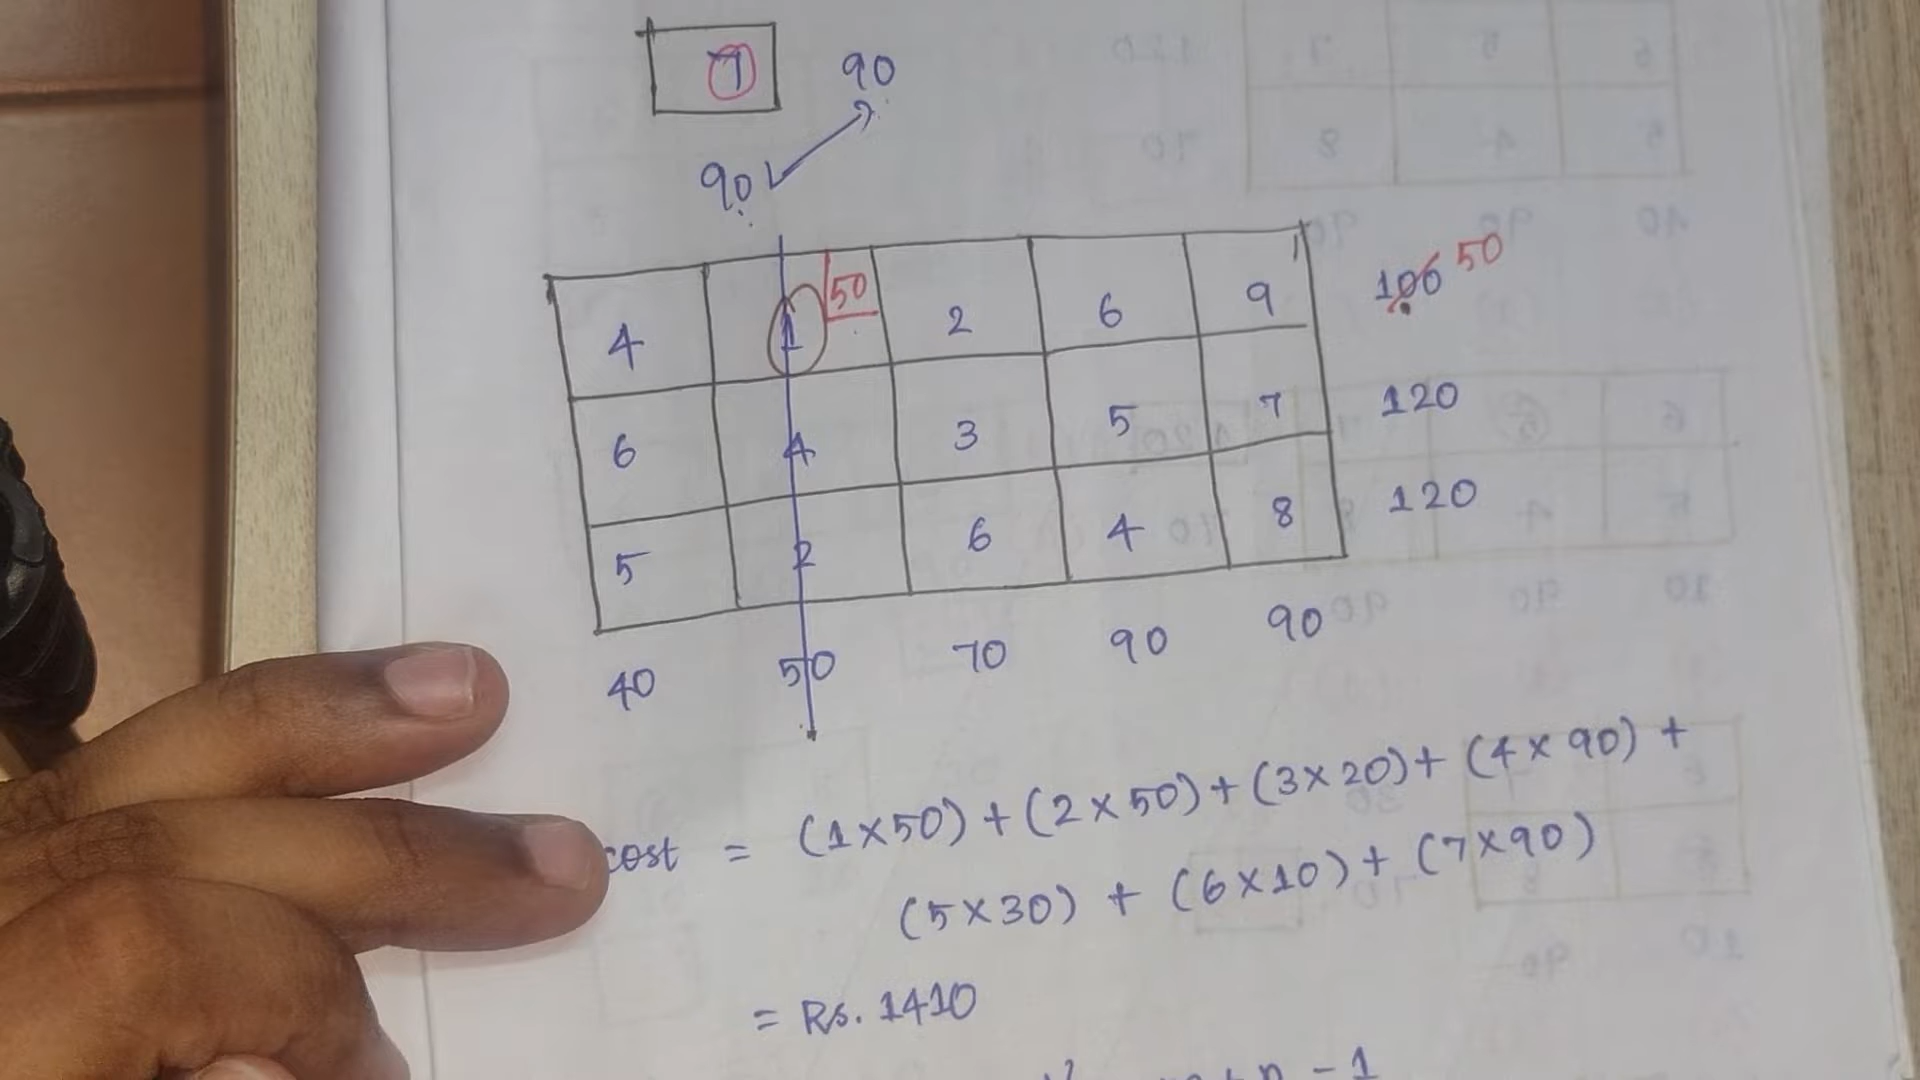 7 90
90
4 1 50 2 6 9 100 50
6 4 3 5 7 120
5 2 6 4 8 120
40 50 70 90 90
cost = (1×50) + (2×50) + (3×20) + (4×90) +
(5×30) + (6×10) + (7×90)
= Rs. 1410
n - 1